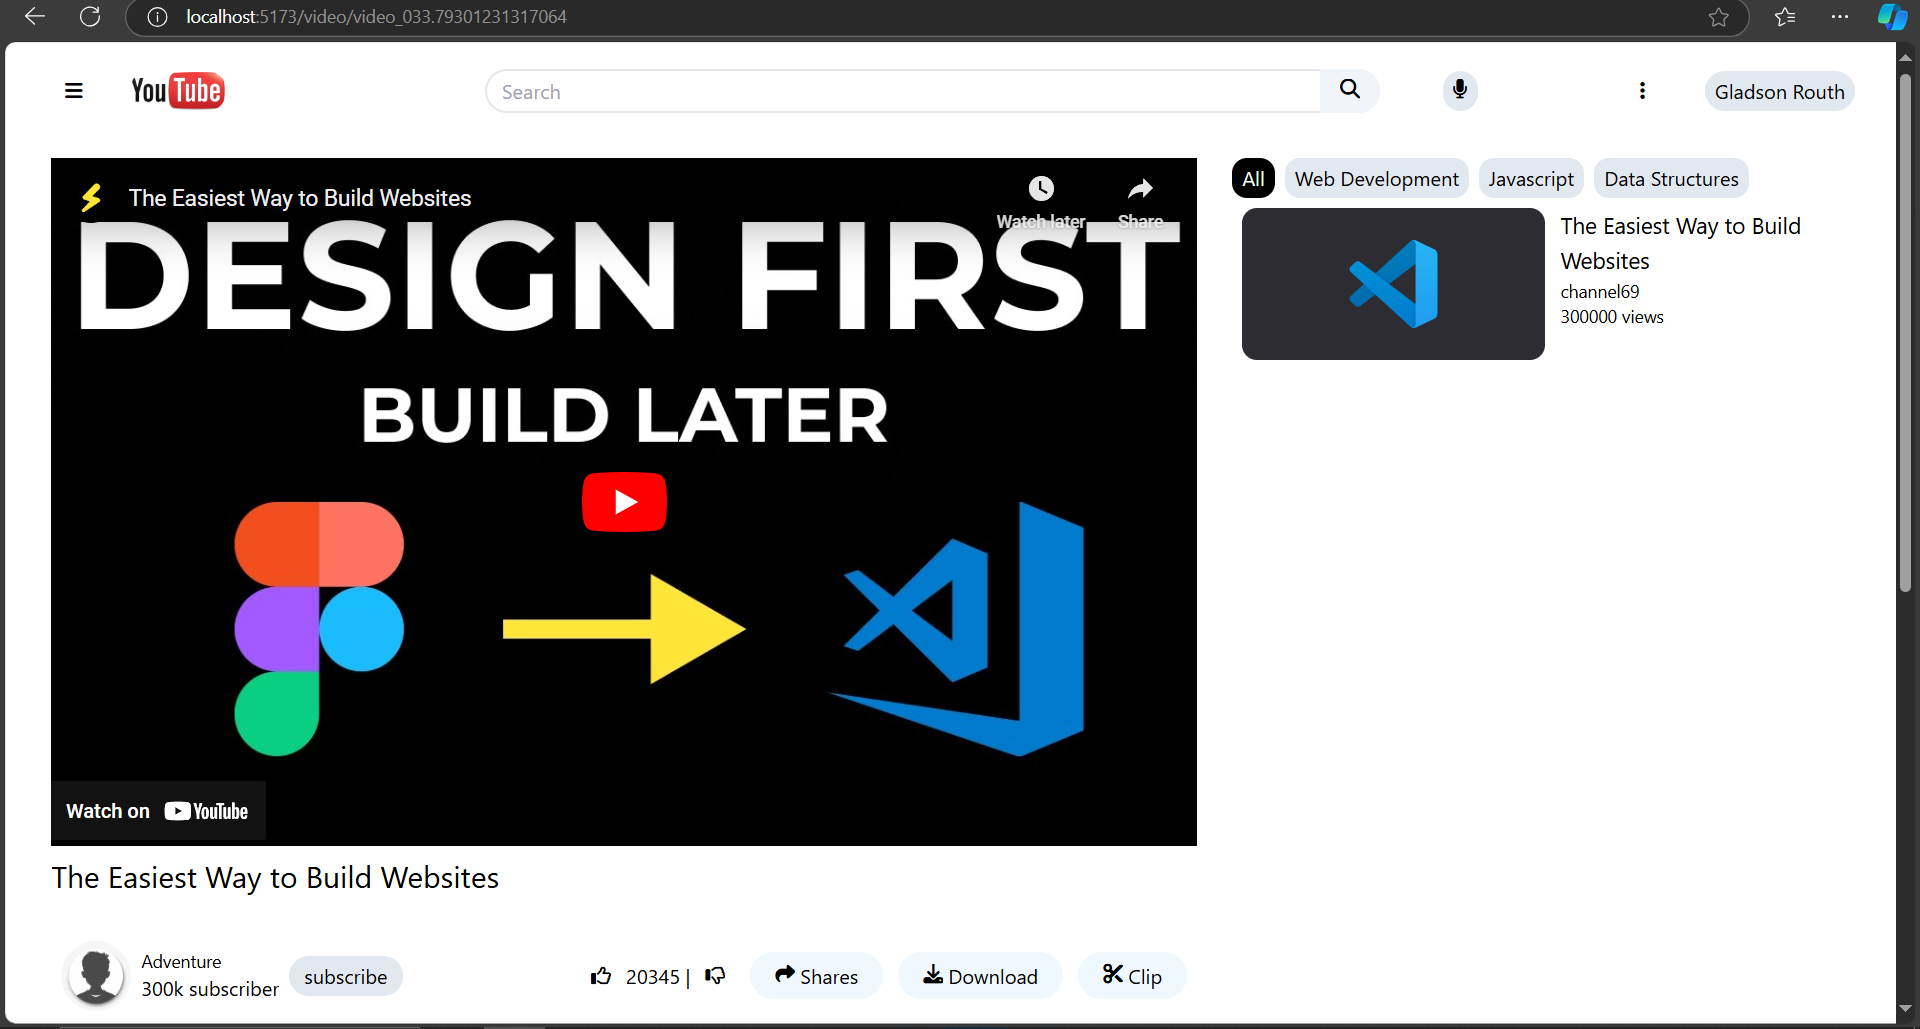 localhost:5173/video/video_033.79301231317064
YouTube
Search
Gladson Routh
The Easiest Way to Build Websites
Watch later
Share
DESIGN FIRST
BUILD LATER
Watch on YouTube
The Easiest Way to Build Websites
Adventure
300k subscriber
subscribe
20345 |
Shares
Download
Clip
All
Web Development
Javascript
Data Structures
The Easiest Way to Build
Websites
channel69
300000 views